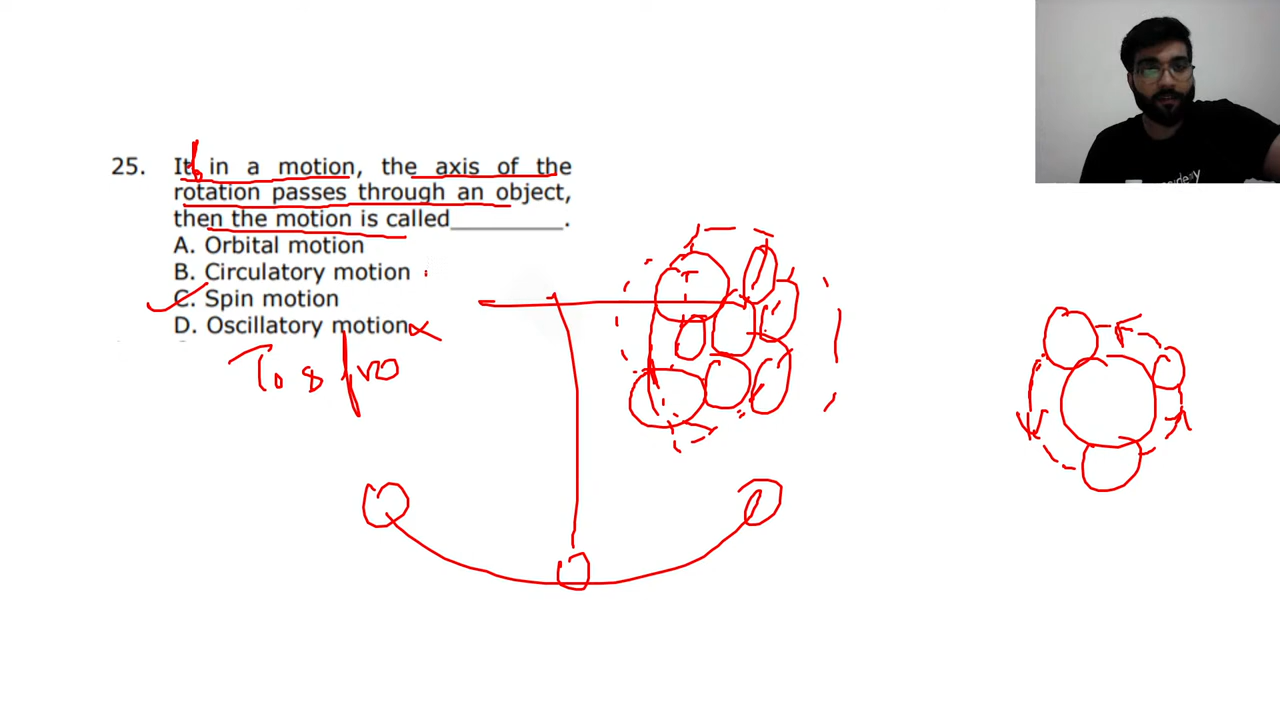 25. It in a motion, the axis of the
rotation passes through an object,
then the motion is called__________.
A. Orbital motion
B. Circulatory motion
C. Spin motion
D. Oscillatory motion
To & fro